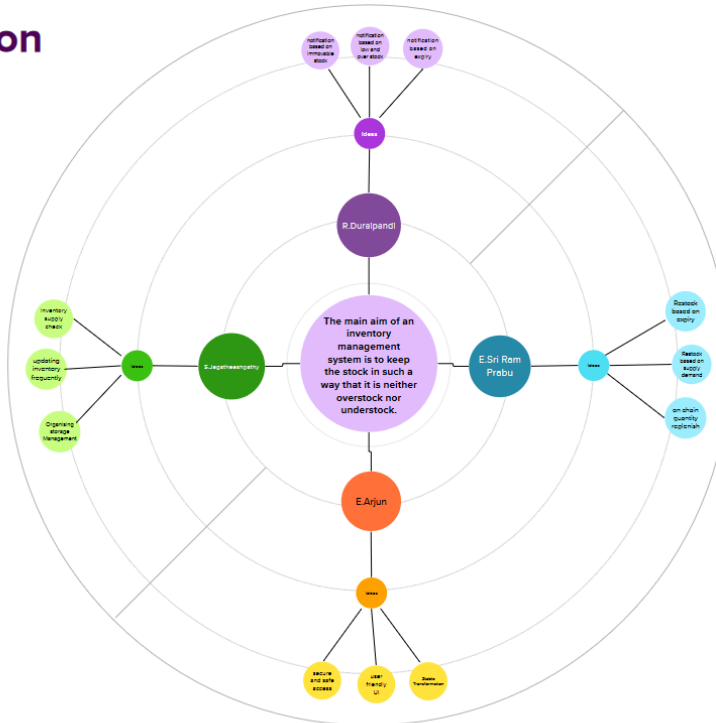 on
notification
based on
immovable
stock
notification
based on
low and
over stock
notification
based on
expiry
Ideas
R.Duraipandi
The main aim of an
inventory
management
system is to keep
the stock in such a
way that it is neither
overstock nor
understock.
S.Jagatheeshpathy
Ideas
Inventory
supply
check
updating
inventory
frequently
Organising
storage
Management
E.Sri Ram
Prabu
Ideas
Restock
based on
expiry
Restock
based on
supply
demand
on chain
quantity
replenish
E.Arjun
Ideas
secure
and safe
access
user
friendly
UI
Transformation